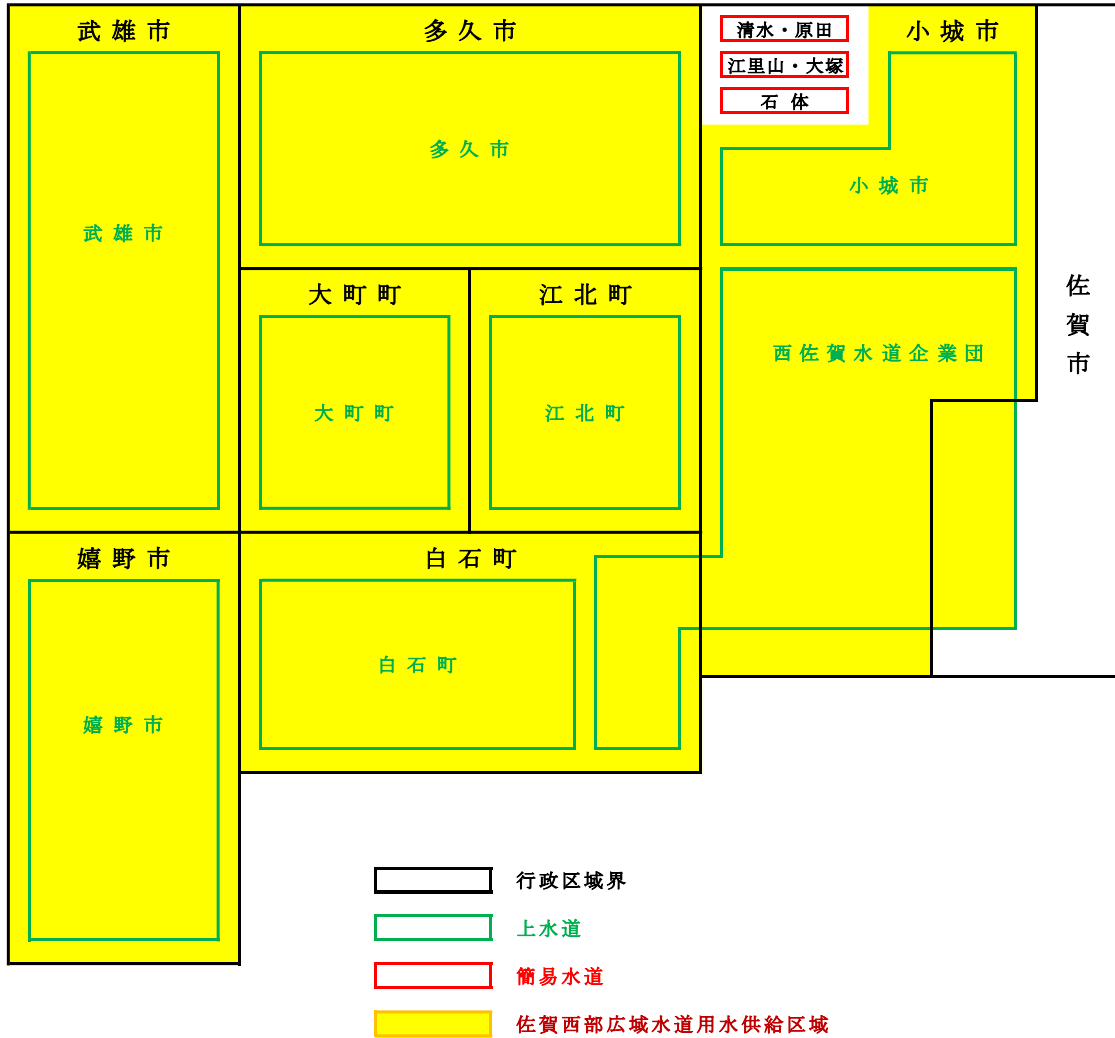 武雄市
多久市
清水・原田
江里山・大塚
石体
小城市
多久市
小城市
武雄市
大町町
江北町
佐賀市
西佐賀水道企業団
大町町
江北町
嬉野市
白石町
白石町
嬉野市
行政区域界
上水道
簡易水道
佐賀西部広域水道用水供給区域